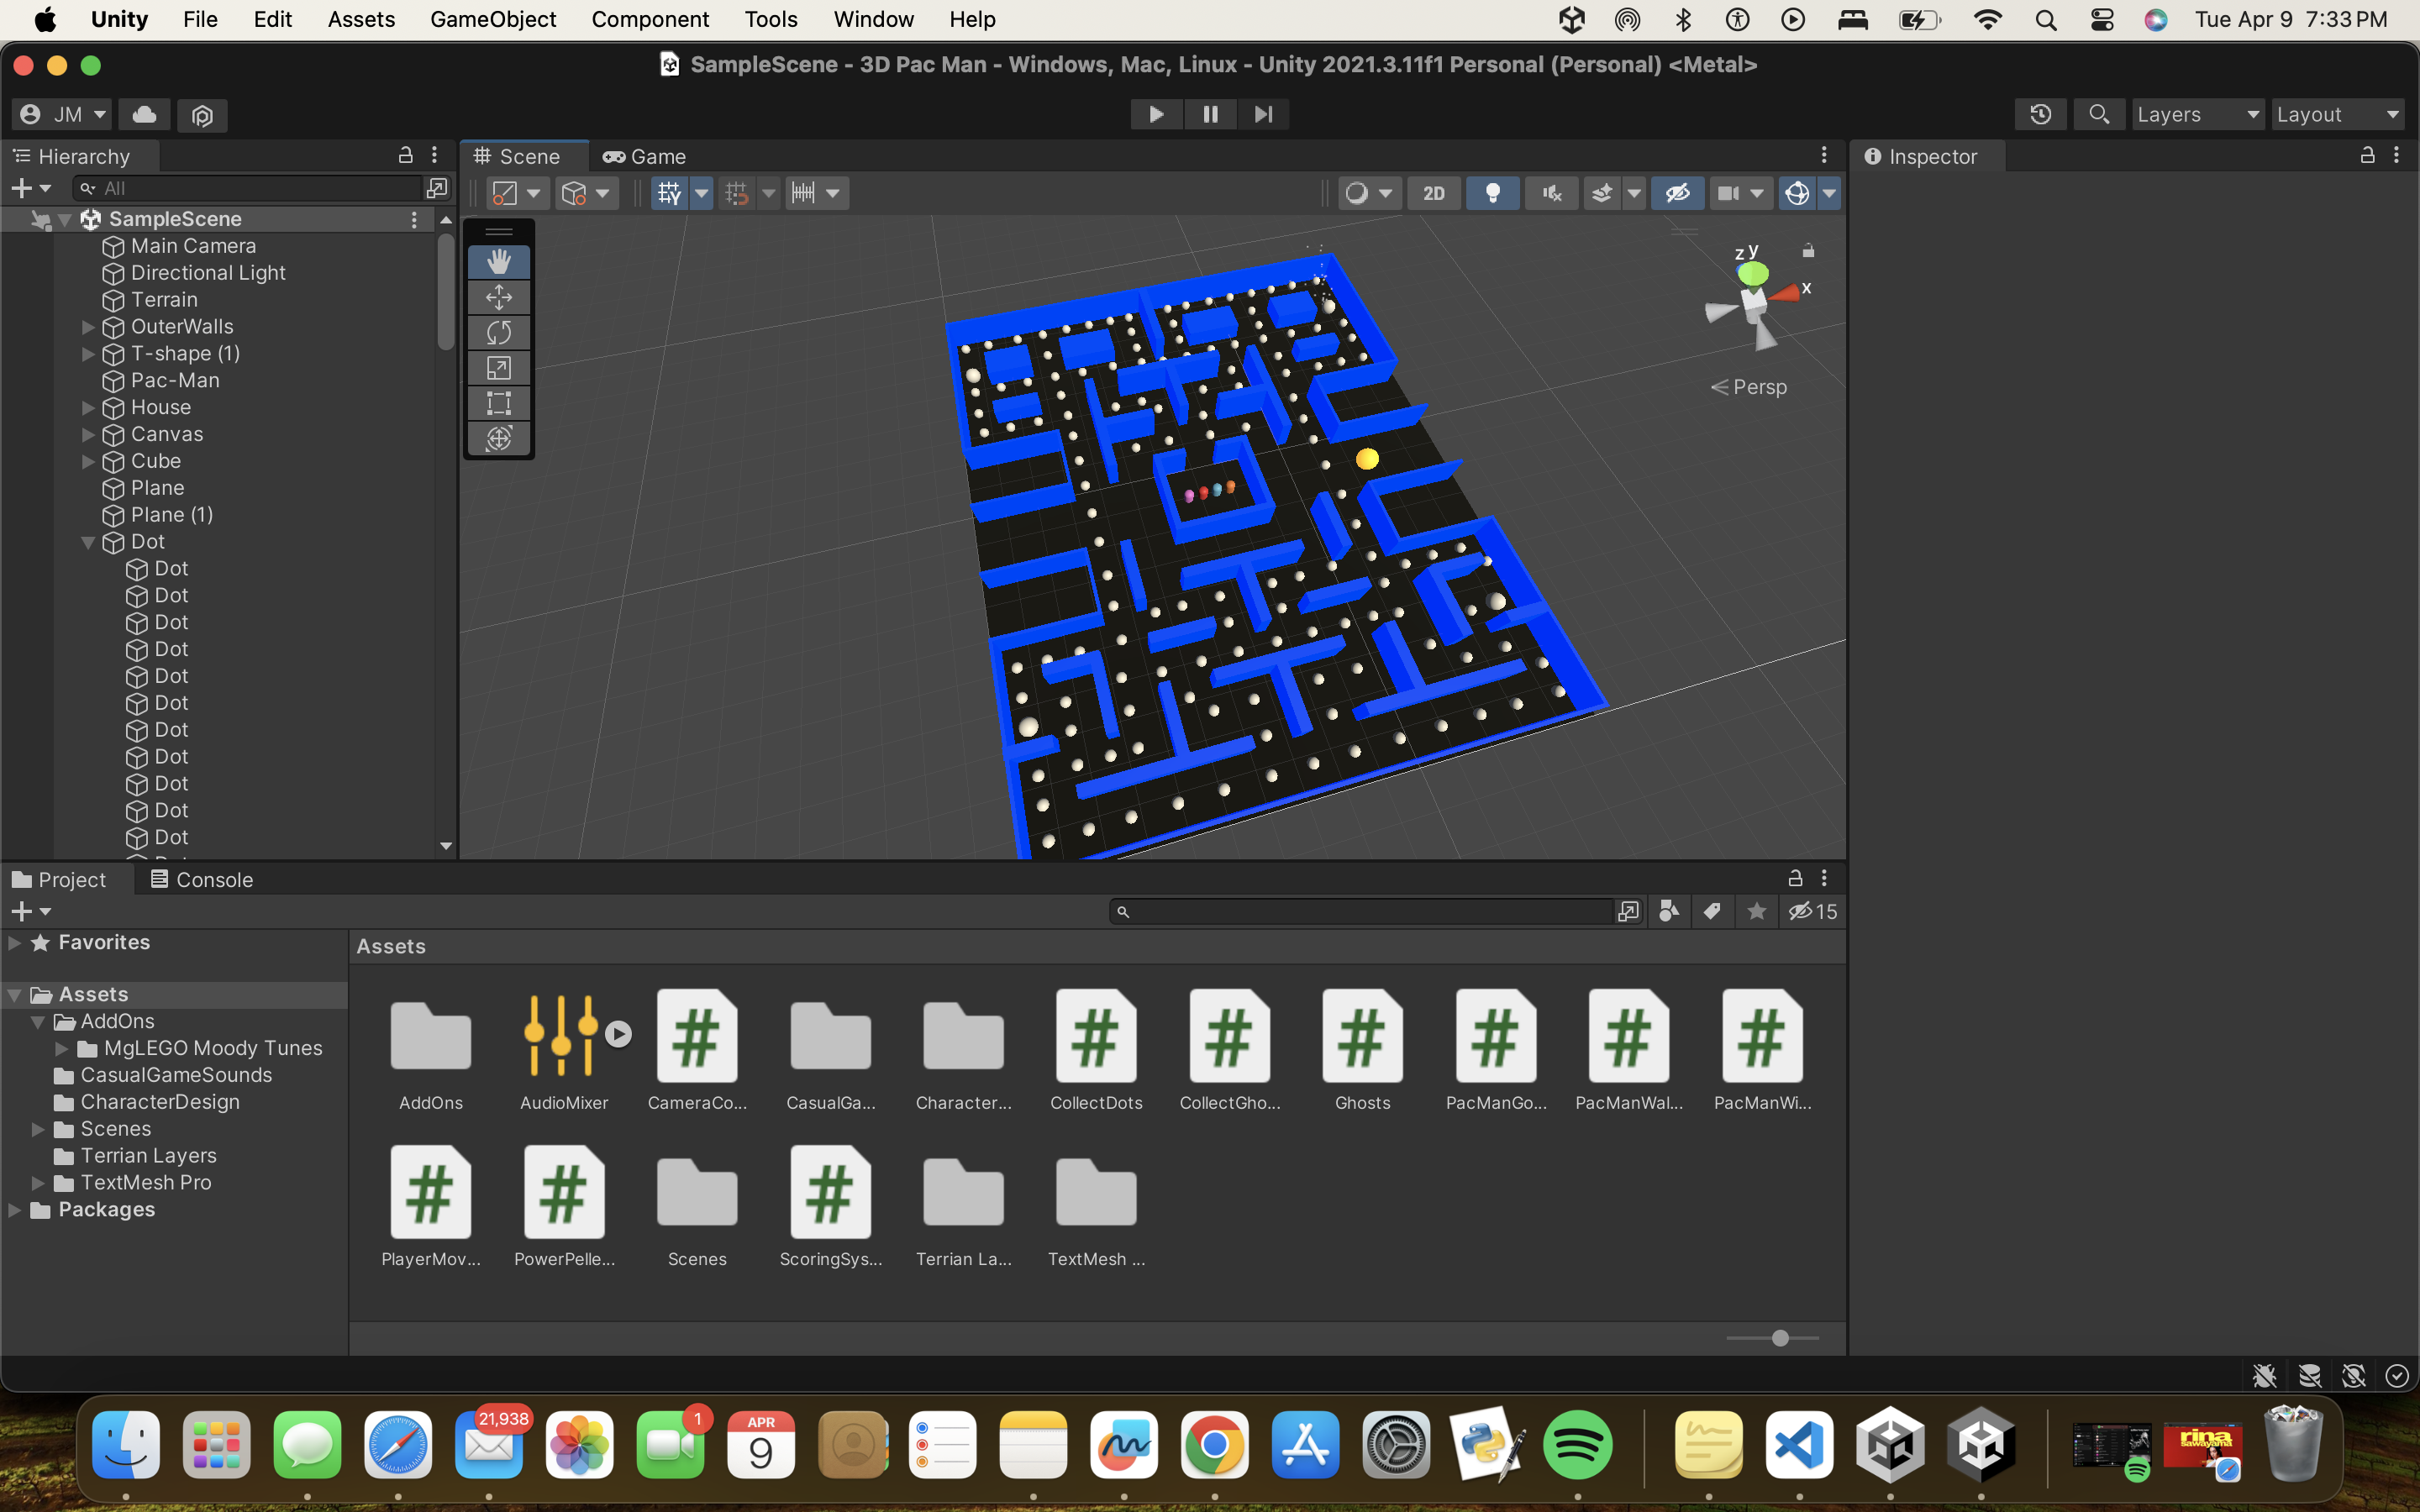 Unity File Edit Assets GameObject Component Tools Window Help Tue Apr 9 7:33 PM
SampleScene - 3D Pac Man - Windows, Mac, Linux - Unity 2021.3.11f1 Personal (Personal) <Metal>
JM Layers Layout
Hierarchy Scene Game Inspector
All 2D
SampleScene
Main Camera
Directional Light
Terrain
OuterWalls
T-shape (1)
Pac-Man
House
Canvas
Cube
Plane
Plane (1)
Dot
Dot
Dot
Dot
Dot
Dot
Dot
Dot
Dot
Dot
Dot
Dot
z y
x
Persp
Project Console
15
Favorites
Assets
AddOns
MgLEGO Moody Tunes
CasualGameSounds
CharacterDesign
Scenes
Terrian Layers
TextMesh Pro
Packages
Assets
AddOns AudioMixer CameraCo... CasualGa... Character... CollectDots CollectGho... Ghosts PacManGo... PacManWal... PacManWi...
PlayerMov... PowerPelle... Scenes ScoringSys... Terrian La... TextMesh ...
21,938
1
APR
9
rina
sawayama